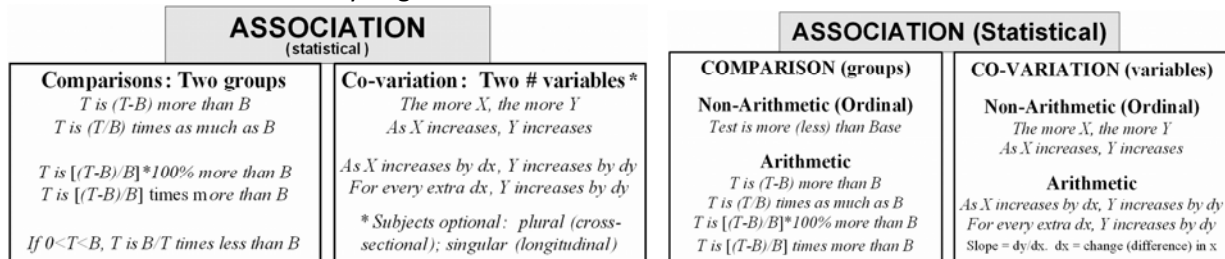 ASSOCIATION
(statistical)
Comparisons: Two groups
T is (T-B) more than B
T is (T/B) times as much as B
T is [(T-B)/B]*100% more than B
T is [(T-B)/B] times more than B
If 0<T<B, T is B/T times less than B
Co-variation: Two # variables *
The more X, the more Y
As X increases, Y increases
As X increases by dx, Y increases by dy
For every extra dx, Y increases by dy
* Subjects optional: plural (cross-
sectional); singular (longitudinal)
ASSOCIATION (Statistical)
COMPARISON (groups)
Non-Arithmetic (Ordinal)
Test is more (less) than Base
Arithmetic
T is (T-B) more than B
T is (T/B) times as much as B
T is [(T-B)/B]*100% more than B
T is [(T-B)/B] times more than B
CO-VARIATION (variables)
Non-Arithmetic (Ordinal)
The more X, the more Y
As X increases, Y increases
Arithmetic
As X increases by dx, Y increases by dy
For every extra dx, Y increases by dy
Slope = dy/dx. dx = change (difference) in x